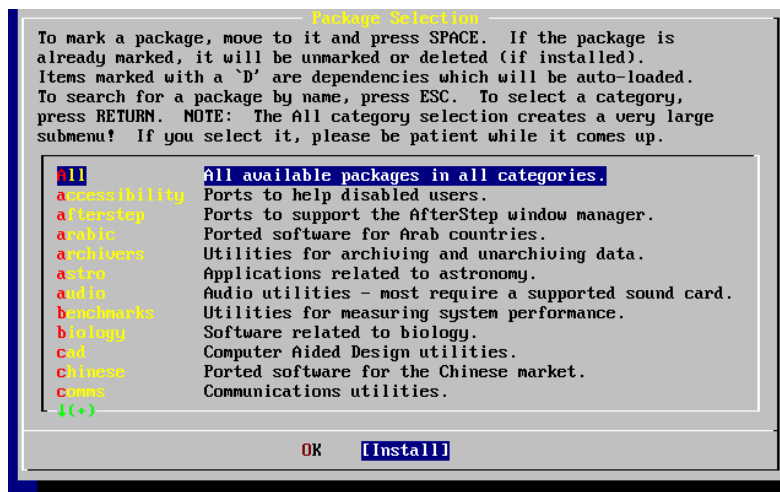 Package Selection
To mark a package, move to it and press SPACE.  If the package is
already marked, it will be unmarked or deleted (if installed).
Items marked with a `D' are dependencies which will be auto-loaded.
To search for a package by name, press ESC.  To select a category,
press RETURN.  NOTE:  The All category selection creates a very large
submenu!  If you select it, please be patient while it comes up.
All All available packages in all categories.
accessibility Ports to help disabled users.
afterstep Ports to support the AfterStep window manager.
arabic Ported software for Arab countries.
archivers Utilities for archiving and unarchiving data.
astro Applications related to astronomy.
audio Audio utilities - most require a supported sound card.
benchmarks Utilities for measuring system performance.
biology Software related to biology.
cad Computer Aided Design utilities.
chinese Ported software for the Chinese market.
comms Communications utilities.
↓(+)
OK [Install]